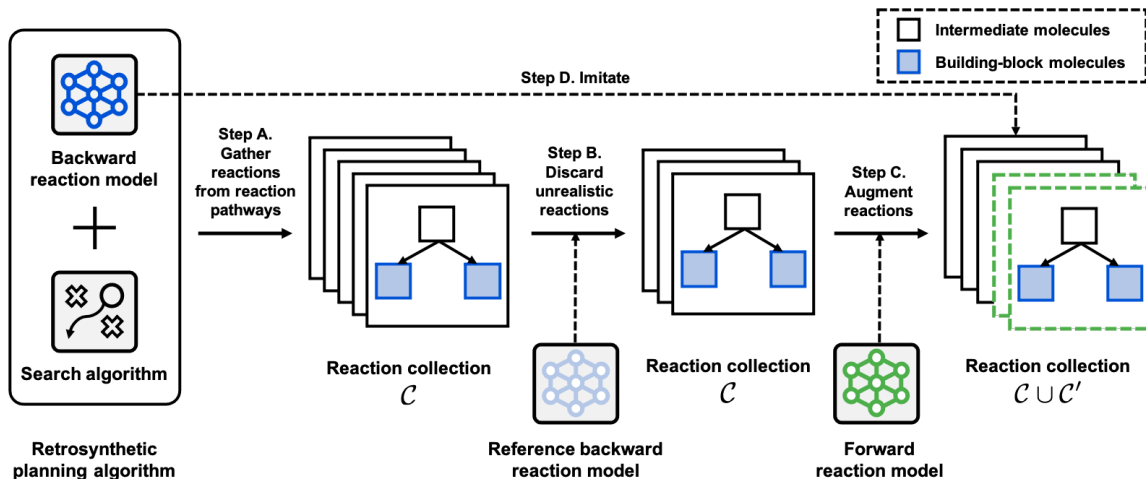 Intermediate molecules
Building-block molecules
Step D. Imitate
Backward
reaction model
Search algorithm
Retrosynthetic
planning algorithm
Step A.
Gather
reactions
from reaction
pathways
Reaction collection
C
Step B.
Discard
unrealistic
reactions
Reference backward
reaction model
Reaction collection
C
Step C.
Augment
reactions
Forward
reaction model
Reaction collection
C ∪ C′